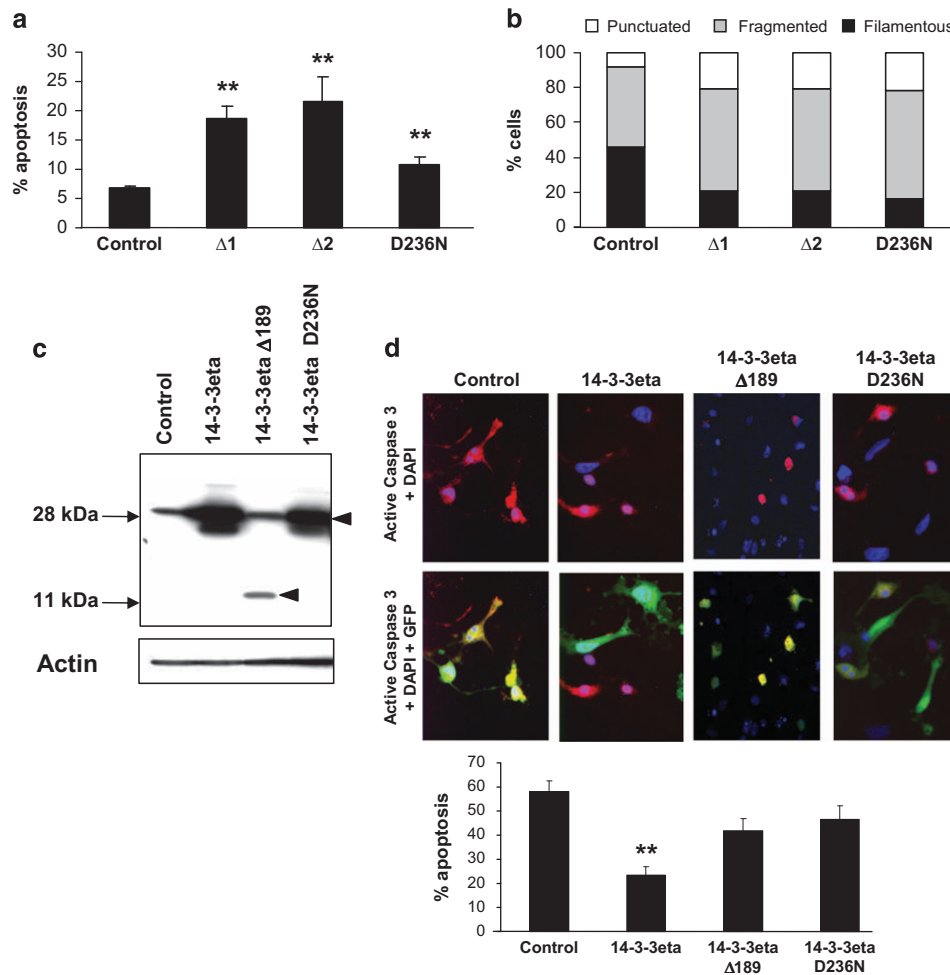 a
30
25
20
15
10
5
0
% apoptosis
**
**
**
Control Δ1 Δ2 D236N
b
Punctuated Fragmented Filamentous
100
80
60
40
20
0
% cells
Control Δ1 Δ2 D236N
c
Control
14-3-3eta
14-3-3eta Δ189
14-3-3eta D236N
28 kDa
11 kDa
Actin
d
Control
14-3-3eta
14-3-3eta
Δ189
14-3-3eta
D236N
Active Caspase 3
+ DAPI
Active Caspase 3
+ DAPI + GFP
70
60
50
40
30
20
10
0
% apoptosis
**
Control
14-3-3eta
14-3-3eta
Δ189
14-3-3eta
D236N